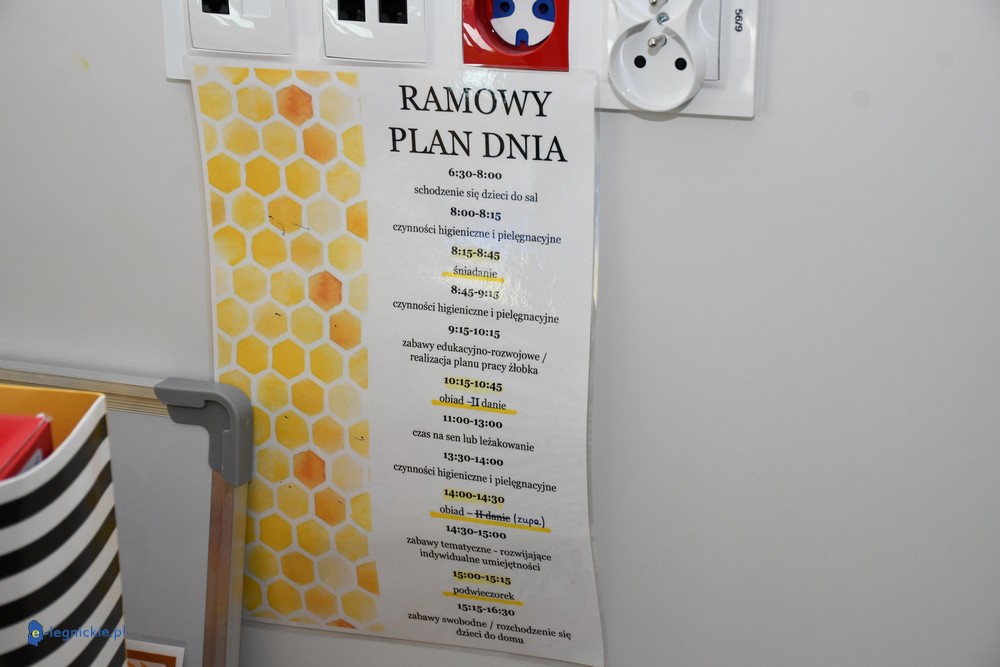 56/9
RAMOWY
PLAN DNIA
6:30-8:00
schodzenie się dzieci do sal
8:00-8:15
czynności higieniczne i pielęgnacyjne
8:15-8:45
śniadanie
8:45-9:15
czynności higieniczne i pielęgnacyjne
9:15-10:15
zabawy edukacyjno-rozwojowe /
realizacja planu pracy żłobka
10:15-10:45
obiad – II danie
11:00-13:00
czas na sen lub leżakowanie
13:30-14:00
czynności higieniczne i pielęgnacyjne
14:00-14:30
obiad – II danie (zupa)
14:30-15:00
zabawy tematyczne - rozwijające
indywidualne umiejętności
15:00-15:15
podwieczorek
15:15-16:30
zabawy swobodne / rozchodzenie się
dzieci do domu
e-legnickie.pl